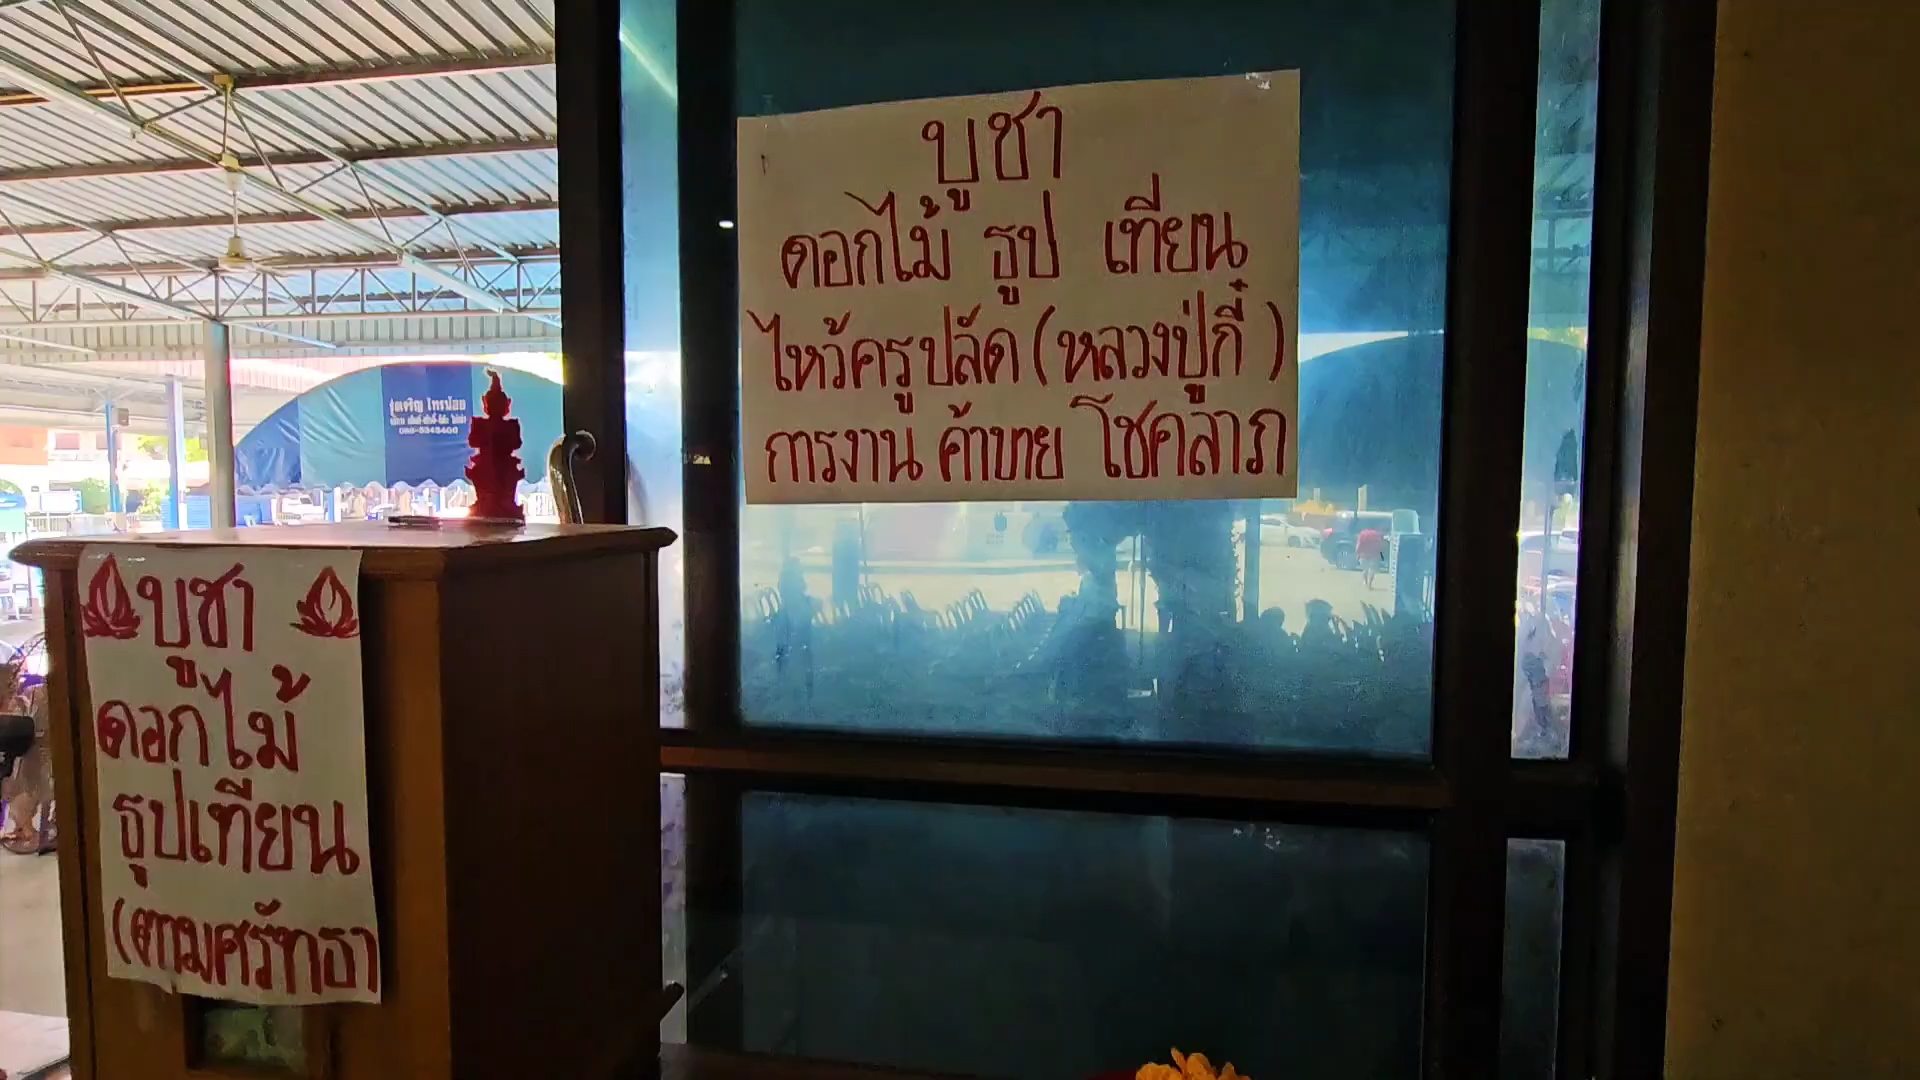 บูชา
ดอกไม้ ธูป เทียน
ไหว้ครูปลัด (หลวงปู่กี๋)
การงาน ค้าขาย โชคลาภ
บูชา
ดอกไม้
ธูปเทียน
(ตามศรัทธา